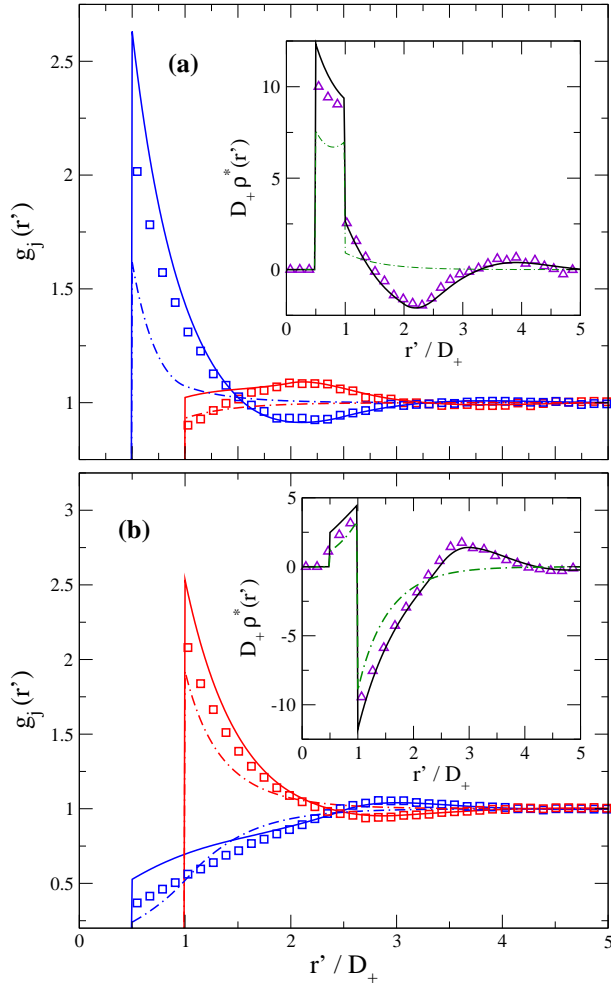 (a)
g_j(r')
2.5
2
1.5
1
D_+ ρ^*(r')
10
5
0
0 1 2 3 4 5
r' / D_+
(b)
g_j(r')
3
2.5
2
1.5
1
0.5
D_+ ρ^*(r')
5
0
-5
-10
0 1 2 3 4 5
r' / D_+
0 1 2 3 4 5
r' / D_+